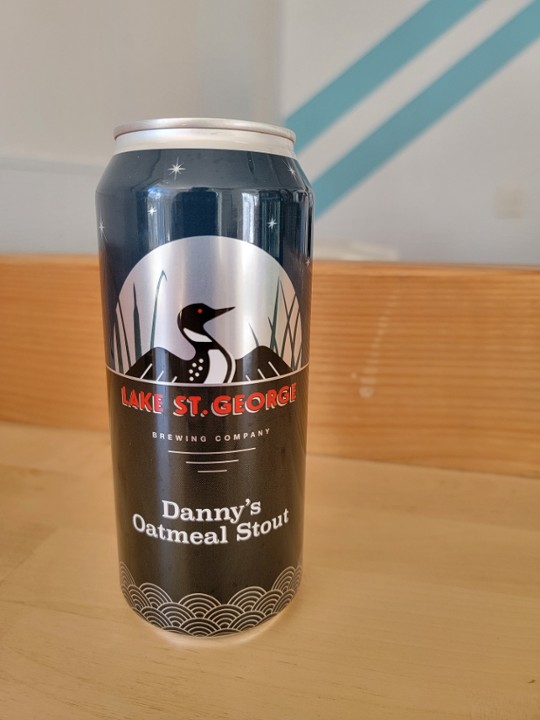 LAKE ST. GEORGE
BREWING COMPANY
Danny's
Oatmeal Stout